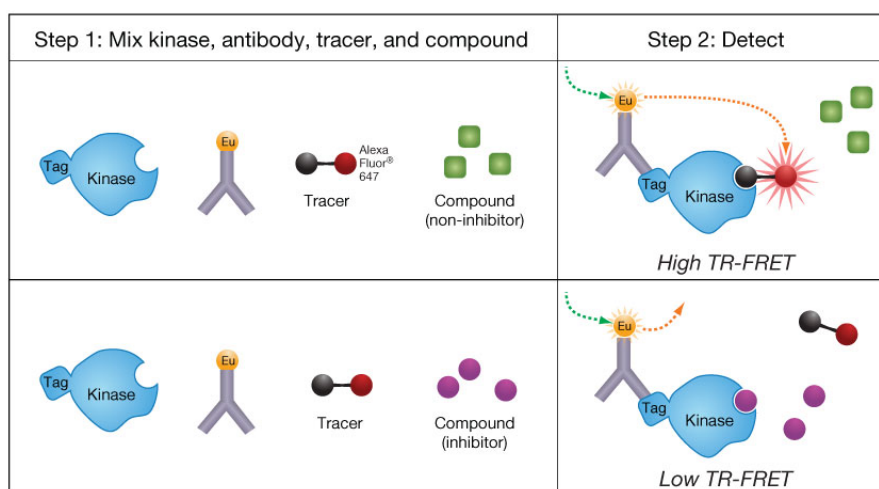 Step 1: Mix kinase, antibody, tracer, and compound
Step 2: Detect
Tag
Kinase
Eu
Alexa
Fluor®
647
Tracer
Compound
(non-inhibitor)
Eu
Tag
Kinase
High TR-FRET
Tag
Kinase
Eu
Tracer
Compound
(inhibitor)
Eu
Tag
Kinase
Low TR-FRET